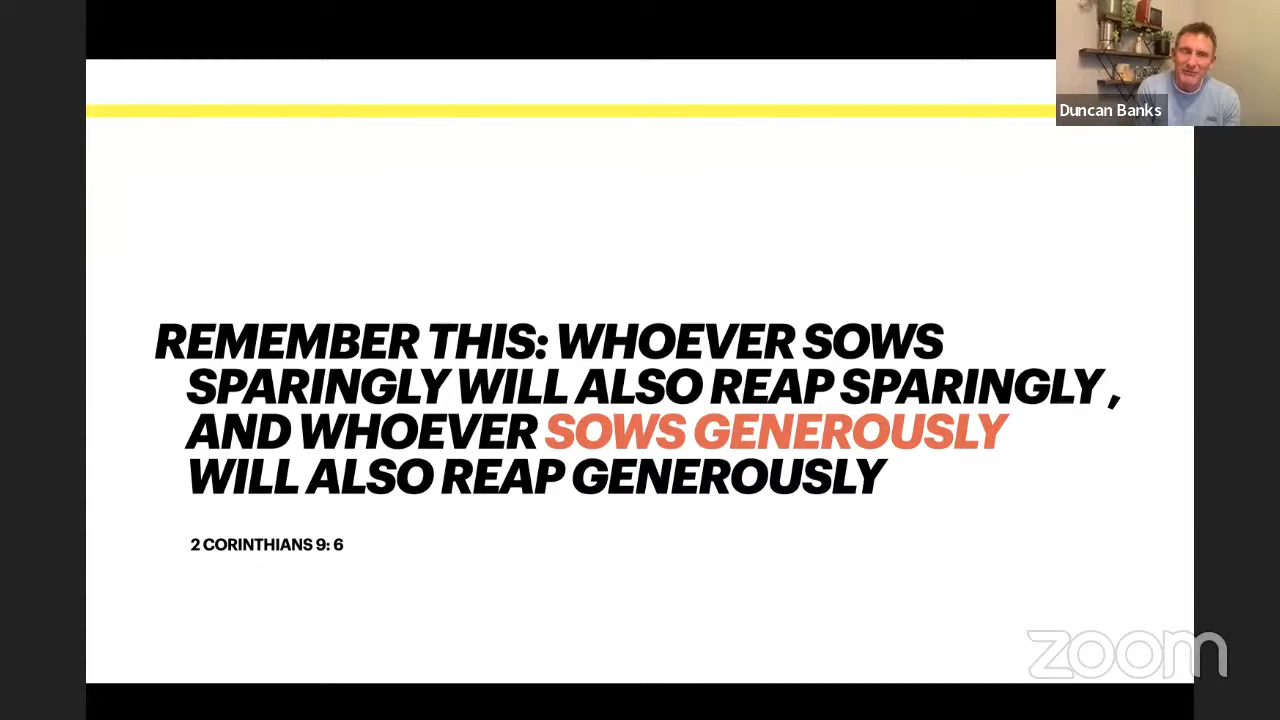 Duncan Banks
REMEMBER THIS: WHOEVER SOWS
SPARINGLY WILL ALSO REAP SPARINGLY ,
AND WHOEVER SOWS GENEROUSLY
WILL ALSO REAP GENEROUSLY
2 CORINTHIANS 9: 6
zoom